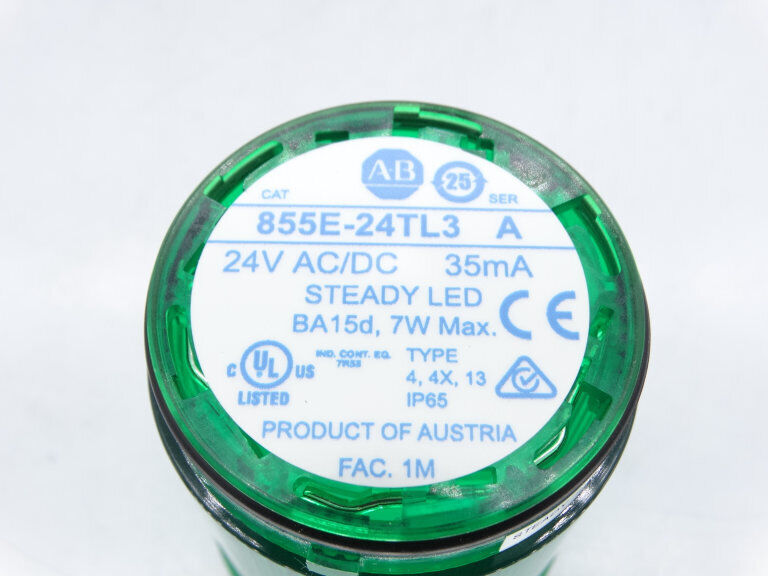 AB 25
CAT SER
855E-24TL3 A
24V AC/DC 35mA
STEADY LED
BA15d, 7W Max. CE
C UL US
LISTED
IND. CONT. EQ.
TYPE
4, 4X, 13
IP65
PRODUCT OF AUSTRIA
FAC. 1M